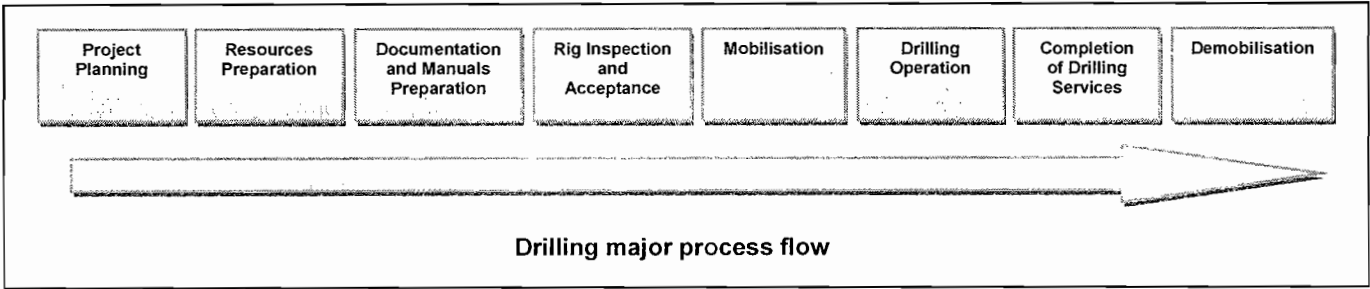 Project
Planning
Resources
Preparation
Documentation
and Manuals
Preparation
Rig Inspection
and
Acceptance
Mobilisation
Drilling
Operation
Completion
of Drilling
Services
Demobilisation
Drilling major process flow